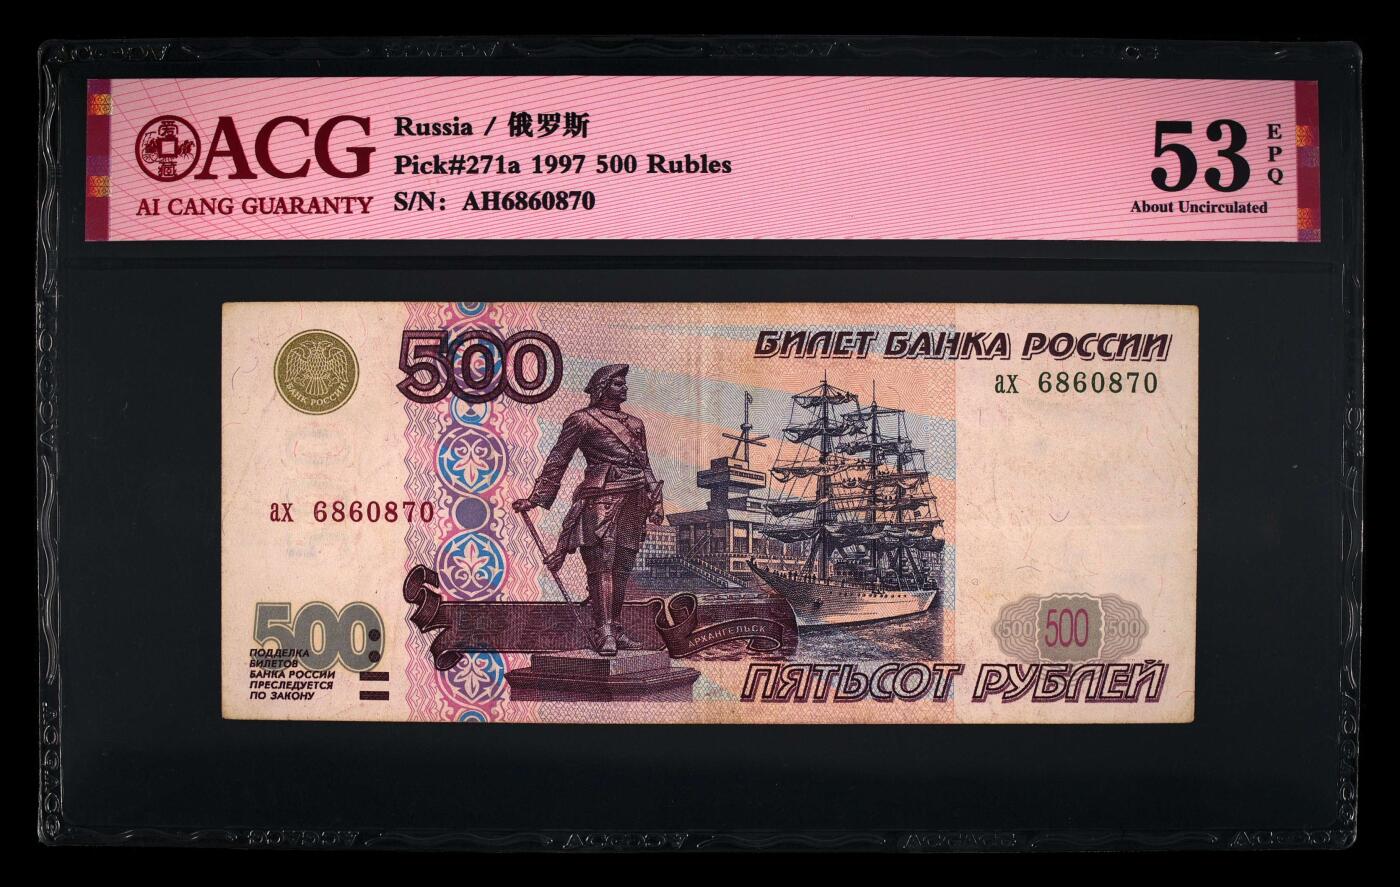 ACG
AI CANG GUARANTY
Russia / 俄罗斯
Pick#271a 1997 500 Rubles
S/N: AH6860870
53
EPQ
About Uncirculated
500
БИЛЕТ БАНКА РОССИИ
ах 6860870
БАНК РОССИИ
ах 6860870
АРХАНГЕЛЬСК
500
ПОДДЕЛКА
БИЛЕТОВ
БАНКА РОССИИ
ПРЕСЛЕДУЕТСЯ
ПО ЗАКОНУ
500 500 500
ПЯТЬСОТ РУБЛЕЙ